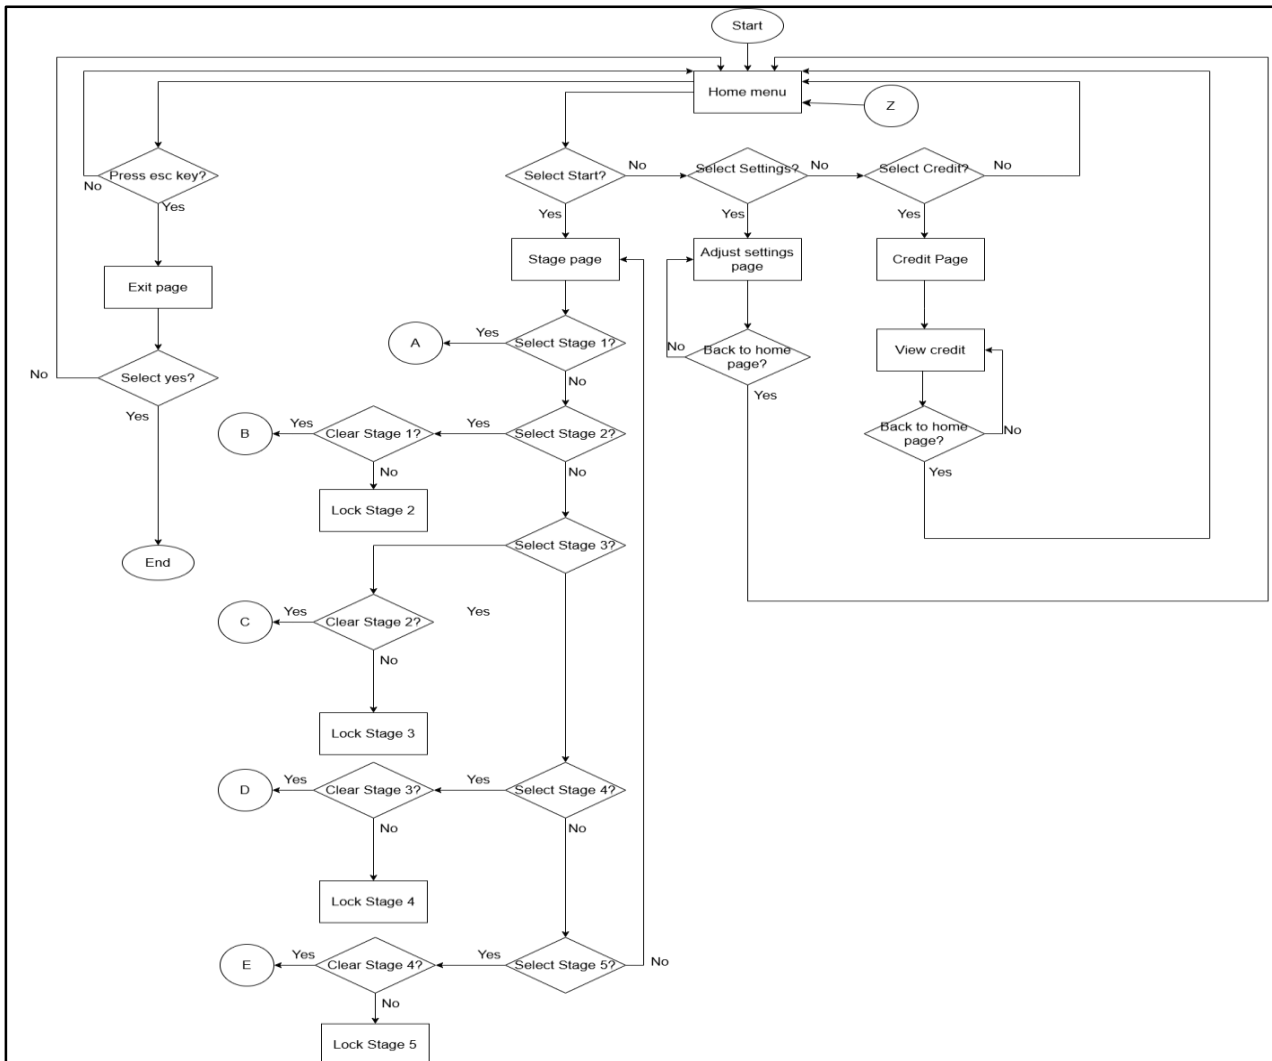 Start
Home menu
Z
Press esc key?
No
Yes
Select Start?
No
Select Settings?
No
Select Credit?
No
Yes
Yes
Yes
Exit page
Stage page
Adjust settings
page
Credit Page
Select yes?
No
Yes
A
Yes
Select Stage 1?
No
No
Back to home
page?
Yes
View credit
Back to home
page?
No
Yes
B
Yes
Clear Stage 1?
Yes
Select Stage 2?
No
No
Lock Stage 2
End
Select Stage 3?
C
Yes
Clear Stage 2?
Yes
No
Lock Stage 3
D
Yes
Clear Stage 3?
Yes
Select Stage 4?
No
No
Lock Stage 4
E
Yes
Clear Stage 4?
Yes
Select Stage 5?
No
No
Lock Stage 5